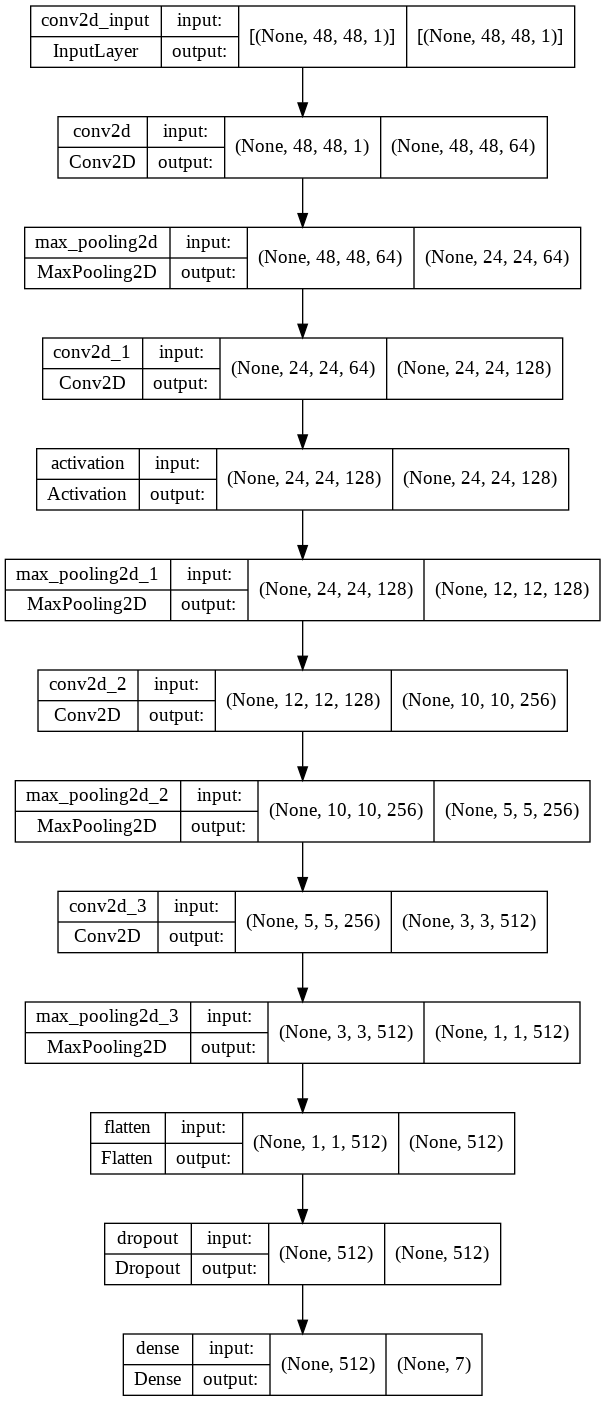 conv2d_input input: [(None, 48, 48, 1)] [(None, 48, 48, 1)]
InputLayer output:
conv2d input: (None, 48, 48, 1) (None, 48, 48, 64)
Conv2D output:
max_pooling2d input: (None, 48, 48, 64) (None, 24, 24, 64)
MaxPooling2D output:
conv2d_1 input: (None, 24, 24, 64) (None, 24, 24, 128)
Conv2D output:
activation input: (None, 24, 24, 128) (None, 24, 24, 128)
Activation output:
max_pooling2d_1 input: (None, 24, 24, 128) (None, 12, 12, 128)
MaxPooling2D output:
conv2d_2 input: (None, 12, 12, 128) (None, 10, 10, 256)
Conv2D output:
max_pooling2d_2 input: (None, 10, 10, 256) (None, 5, 5, 256)
MaxPooling2D output:
conv2d_3 input: (None, 5, 5, 256) (None, 3, 3, 512)
Conv2D output:
max_pooling2d_3 input: (None, 3, 3, 512) (None, 1, 1, 512)
MaxPooling2D output:
flatten input: (None, 1, 1, 512) (None, 512)
Flatten output:
dropout input: (None, 512) (None, 512)
Dropout output:
dense input: (None, 512) (None, 7)
Dense output: